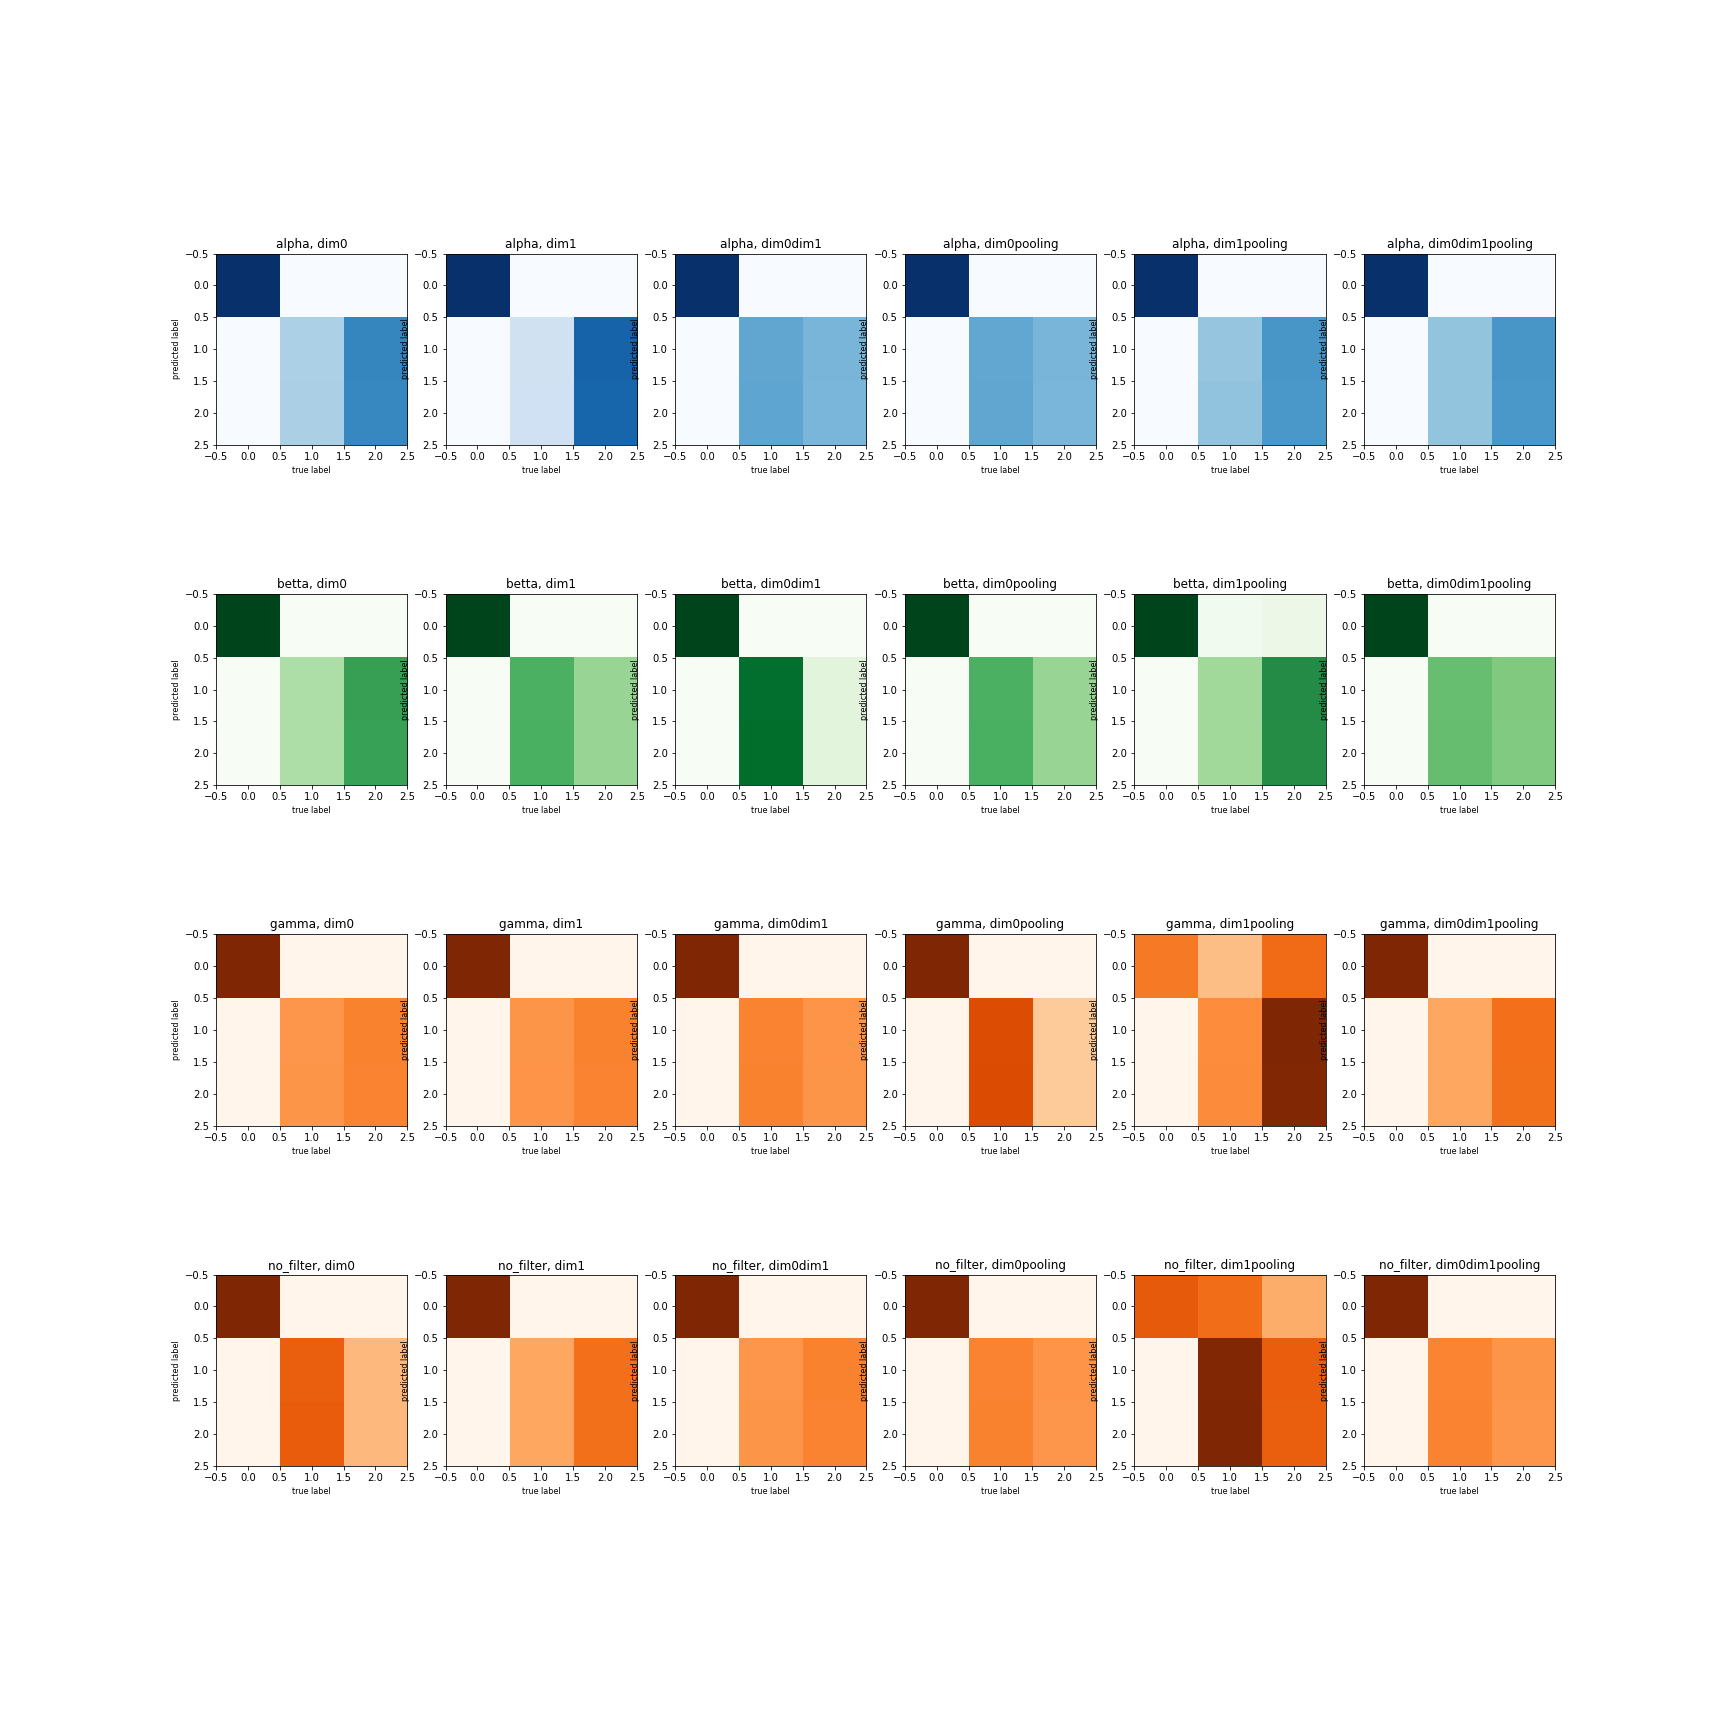 alpha, dim0 alpha, dim1 alpha, dim0dim1 alpha, dim0pooling alpha, dim1pooling alpha, dim0dim1pooling
−0.5 −0.5 −0.5 −0.5 −0.5 −0.5
0.0 0.0 0.0 0.0 0.0 0.0
0.5 0.5 0.5 0.5 0.5 0.5
predicted label predicted label predicted label predicted label predicted label predicted label
1.0 1.0 1.0 1.0 1.0 1.0
1.5 1.5 1.5 1.5 1.5 1.5
2.0 2.0 2.0 2.0 2.0 2.0
2.5 2.5 2.5 2.5 2.5 2.5
−0.5 0.0 0.5 1.0 1.5 2.0 2.5 −0.5 0.0 0.5 1.0 1.5 2.0 2.5 −0.5 0.0 0.5 1.0 1.5 2.0 2.5 −0.5 0.0 0.5 1.0 1.5 2.0 2.5 −0.5 0.0 0.5 1.0 1.5 2.0 2.5 −0.5 0.0 0.5 1.0 1.5 2.0 2.5
true label true label true label true label true label true label
betta, dim0 betta, dim1 betta, dim0dim1 betta, dim0pooling betta, dim1pooling betta, dim0dim1pooling
−0.5 −0.5 −0.5 −0.5 −0.5 −0.5
0.0 0.0 0.0 0.0 0.0 0.0
0.5 0.5 0.5 0.5 0.5 0.5
predicted label predicted label predicted label predicted label predicted label predicted label
1.0 1.0 1.0 1.0 1.0 1.0
1.5 1.5 1.5 1.5 1.5 1.5
2.0 2.0 2.0 2.0 2.0 2.0
2.5 2.5 2.5 2.5 2.5 2.5
−0.5 0.0 0.5 1.0 1.5 2.0 2.5 −0.5 0.0 0.5 1.0 1.5 2.0 2.5 −0.5 0.0 0.5 1.0 1.5 2.0 2.5 −0.5 0.0 0.5 1.0 1.5 2.0 2.5 −0.5 0.0 0.5 1.0 1.5 2.0 2.5 −0.5 0.0 0.5 1.0 1.5 2.0 2.5
true label true label true label true label true label true label
gamma, dim0 gamma, dim1 gamma, dim0dim1 gamma, dim0pooling gamma, dim1pooling gamma, dim0dim1pooling
−0.5 −0.5 −0.5 −0.5 −0.5 −0.5
0.0 0.0 0.0 0.0 0.0 0.0
0.5 0.5 0.5 0.5 0.5 0.5
predicted label predicted label predicted label predicted label predicted label predicted label
1.0 1.0 1.0 1.0 1.0 1.0
1.5 1.5 1.5 1.5 1.5 1.5
2.0 2.0 2.0 2.0 2.0 2.0
2.5 2.5 2.5 2.5 2.5 2.5
−0.5 0.0 0.5 1.0 1.5 2.0 2.5 −0.5 0.0 0.5 1.0 1.5 2.0 2.5 −0.5 0.0 0.5 1.0 1.5 2.0 2.5 −0.5 0.0 0.5 1.0 1.5 2.0 2.5 −0.5 0.0 0.5 1.0 1.5 2.0 2.5 −0.5 0.0 0.5 1.0 1.5 2.0 2.5
true label true label true label true label true label true label
no_filter, dim0 no_filter, dim1 no_filter, dim0dim1 no_filter, dim0pooling no_filter, dim1pooling no_filter, dim0dim1pooling
−0.5 −0.5 −0.5 −0.5 −0.5 −0.5
0.0 0.0 0.0 0.0 0.0 0.0
0.5 0.5 0.5 0.5 0.5 0.5
predicted label predicted label predicted label predicted label predicted label predicted label
1.0 1.0 1.0 1.0 1.0 1.0
1.5 1.5 1.5 1.5 1.5 1.5
2.0 2.0 2.0 2.0 2.0 2.0
2.5 2.5 2.5 2.5 2.5 2.5
−0.5 0.0 0.5 1.0 1.5 2.0 2.5 −0.5 0.0 0.5 1.0 1.5 2.0 2.5 −0.5 0.0 0.5 1.0 1.5 2.0 2.5 −0.5 0.0 0.5 1.0 1.5 2.0 2.5 −0.5 0.0 0.5 1.0 1.5 2.0 2.5 −0.5 0.0 0.5 1.0 1.5 2.0 2.5
true label true label true label true label true label true label